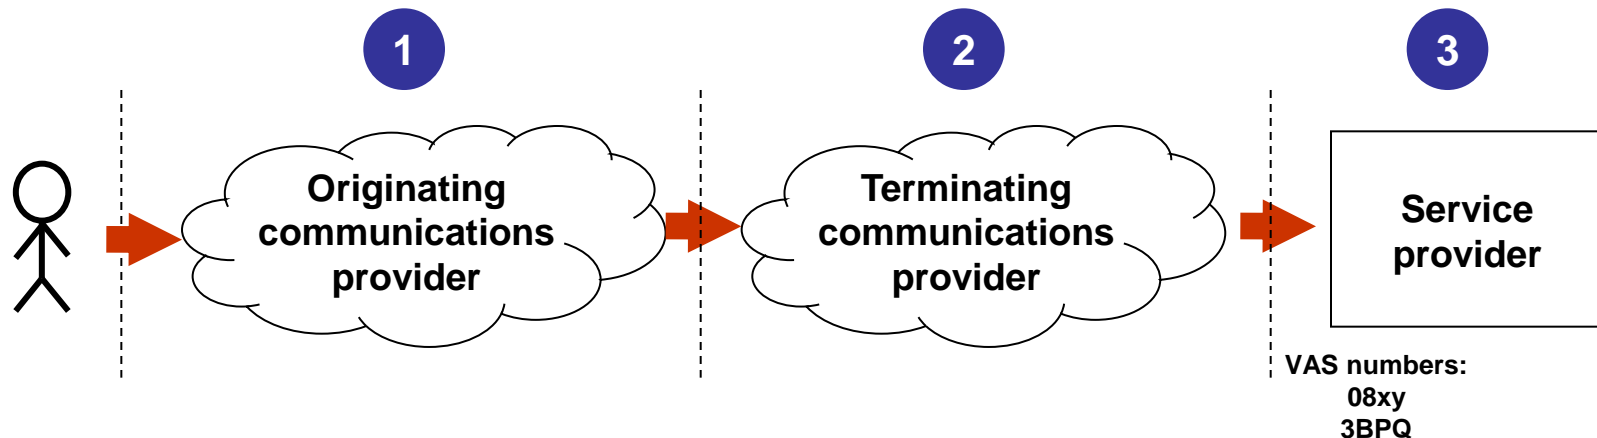 1
2
3
Originating
communications
provider
Terminating
communications
provider
Service
provider
VAS numbers:
08xy
3BPQ